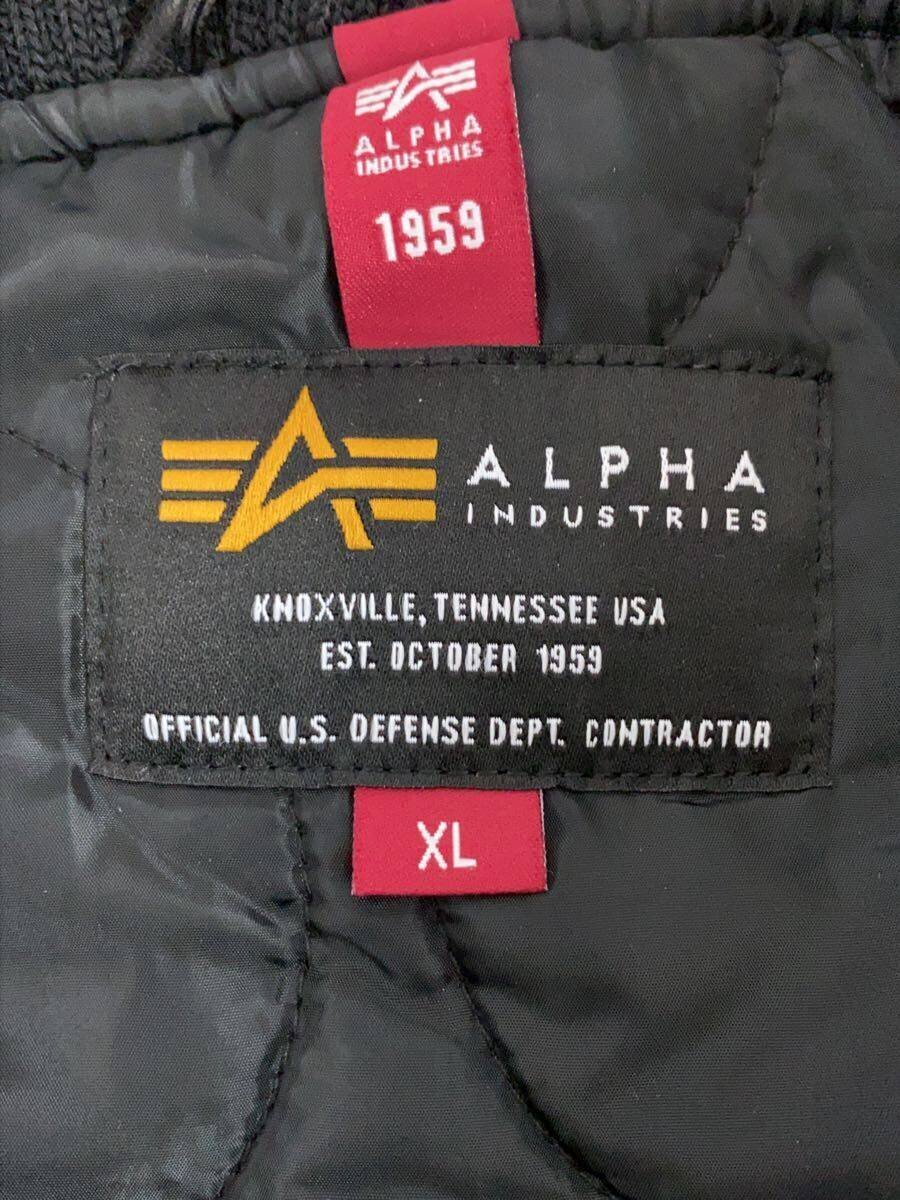 ALPHA
INDUSTRIES
1959
ALPHA
INDUSTRIES
KNOXVILLE, TENNESSEE USA
EST. OCTOBER 1959
OFFICIAL U.S. DEFENSE DEPT. CONTRACTOR
XL